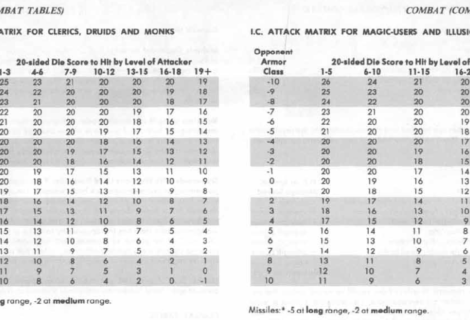 MBAT TABLES)
ATRIX FOR CLERICS, DRUIDS AND MONKS
20-sided Die Score to Hit by Level of Attacker
1-3 4-6 7-9 10-12 13-15 16-18 19+
25 23 21 20 20 20 19
24 22 20 20 20 19 18
23 21 20 20 20 18 17
22 20 20 20 19 17 16
21 20 20 20 18 16 15
20 20 20 19 17 15 14
20 20 20 18 16 14 13
20 20 19 17 15 13 12
20 20 18 16 14 12 11
20 19 17 15 13 11 10
20 18 16 14 12 10 9
19 17 15 13 11 9 8
18 16 14 12 10 8 7
17 15 13 11 9 7 6
16 14 12 10 8 6 5
15 13 11 9 7 5 4
14 12 10 8 6 4 3
13 11 9 7 5 3 2
12 10 8 6 4 2 1
11 9 7 5 3 1 0
10 8 6 4 2 0 -1
g range, -2 at medium range.
COMBAT (COM
I.C. ATTACK MATRIX FOR MAGIC-USERS AND ILLUSI
Opponent
Armor 20-sided Die Score to Hit by Level of
Class 1-5 6-10 11-15 16-2
-10 26 24 21 20
-9 25 23 20 20
-8 24 22 20 20
-7 23 21 20 20
-6 22 20 20 19
-5 21 20 20 18
-4 20 20 20 17
-3 20 20 19 16
-2 20 20 18 15
-1 20 20 17 14
0 20 19 16 13
1 20 18 15 12
2 19 17 14 11
3 18 16 13 10
4 17 15 12 9
5 16 14 11 8
6 15 13 10 7
7 14 12 9 6
8 13 11 8 5
9 12 10 7 4
10 11 9 6 3
Missiles:* -5 at long range, -2 at medium range.